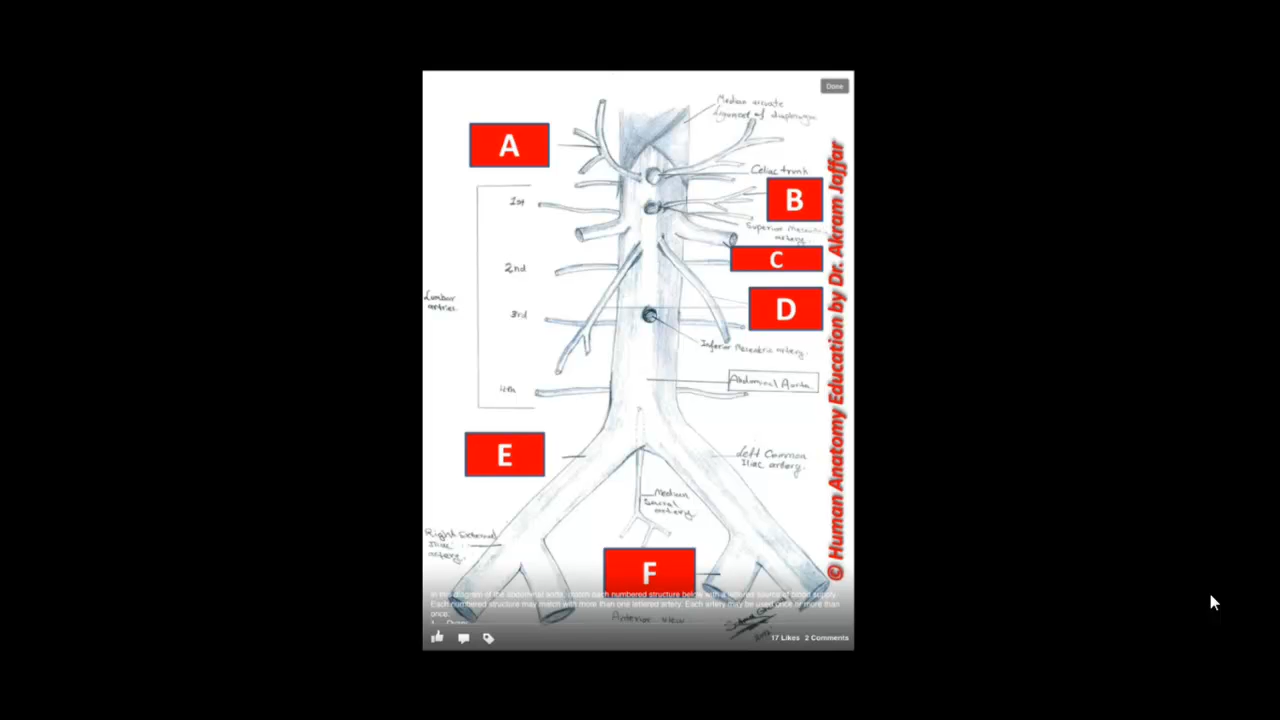 Done
Median arcuate
Ligament of diaphragm
A
Celiac trunk
B
1st
Superior Mesenteric
artery.
C
2nd
Lumbar
arteries.
D
3rd
Inferior Mesentric artery.
Abdominal Aorta
4th
E
Left Common
Iliac artery.
Median
Sacral
artery
Right External
Iliac
artery.
F
In this diagram of the abdominal aorta, match each numbered structure below with a lettered source of blood supply.
Each numbered structure may match with more than one lettered artery. Each artery may be used once or more than
once:
Anterior view
17 Likes 2 Comments
© Human Anatomy Education by Dr. Akram Jaffar